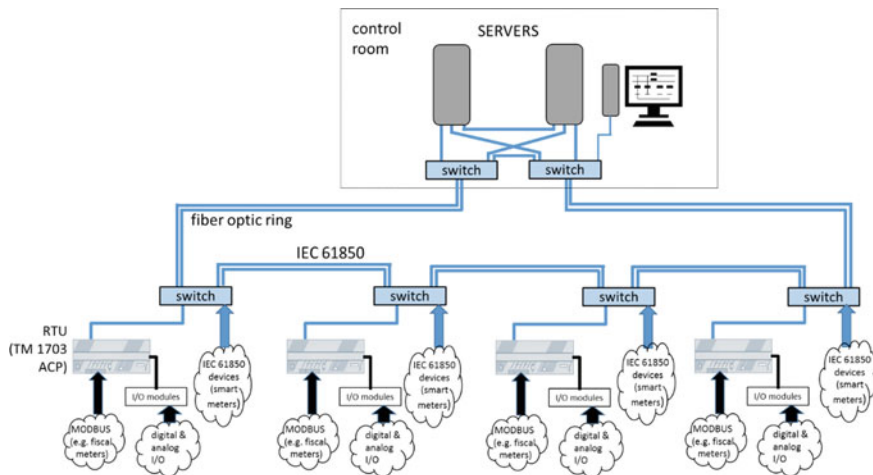 control
room
SERVERS
switch
switch
fiber optic ring
IEC 61850
switch
switch
switch
switch
RTU
(TM 1703
ACP)
I/O modules
MODBUS
(e.g. fiscal
meters)
digital &
analog
I/O
IEC 61850
devices
(smart
meters)
I/O modules
MODBUS
(e.g. fiscal
meters)
digital &
analog
I/O
IEC 61850
devices
(smart
meters)
I/O modules
MODBUS
(e.g. fiscal
meters)
digital &
analog
I/O
IEC 61850
devices
(smart
meters)
I/O modules
MODBUS
(e.g. fiscal
meters)
digital &
analog
I/O
IEC 61850
devices
(smart
meters)